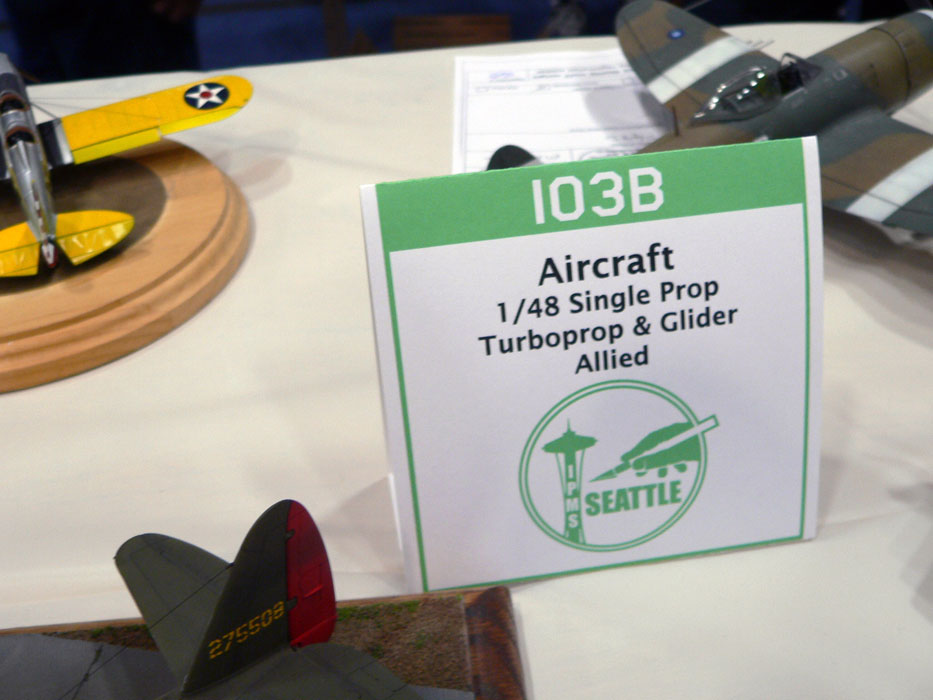 103B
Aircraft
1/48 Single Prop
Turboprop & Glider
Allied
IPMS
SEATTLE
275508